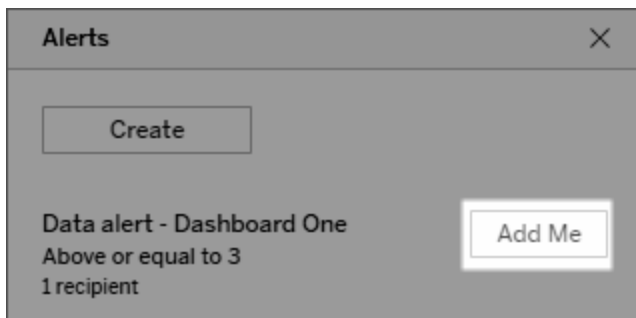 Alerts
Create
Data alert - Dashboard One
Add Me
Above or equal to 3
1 recipient